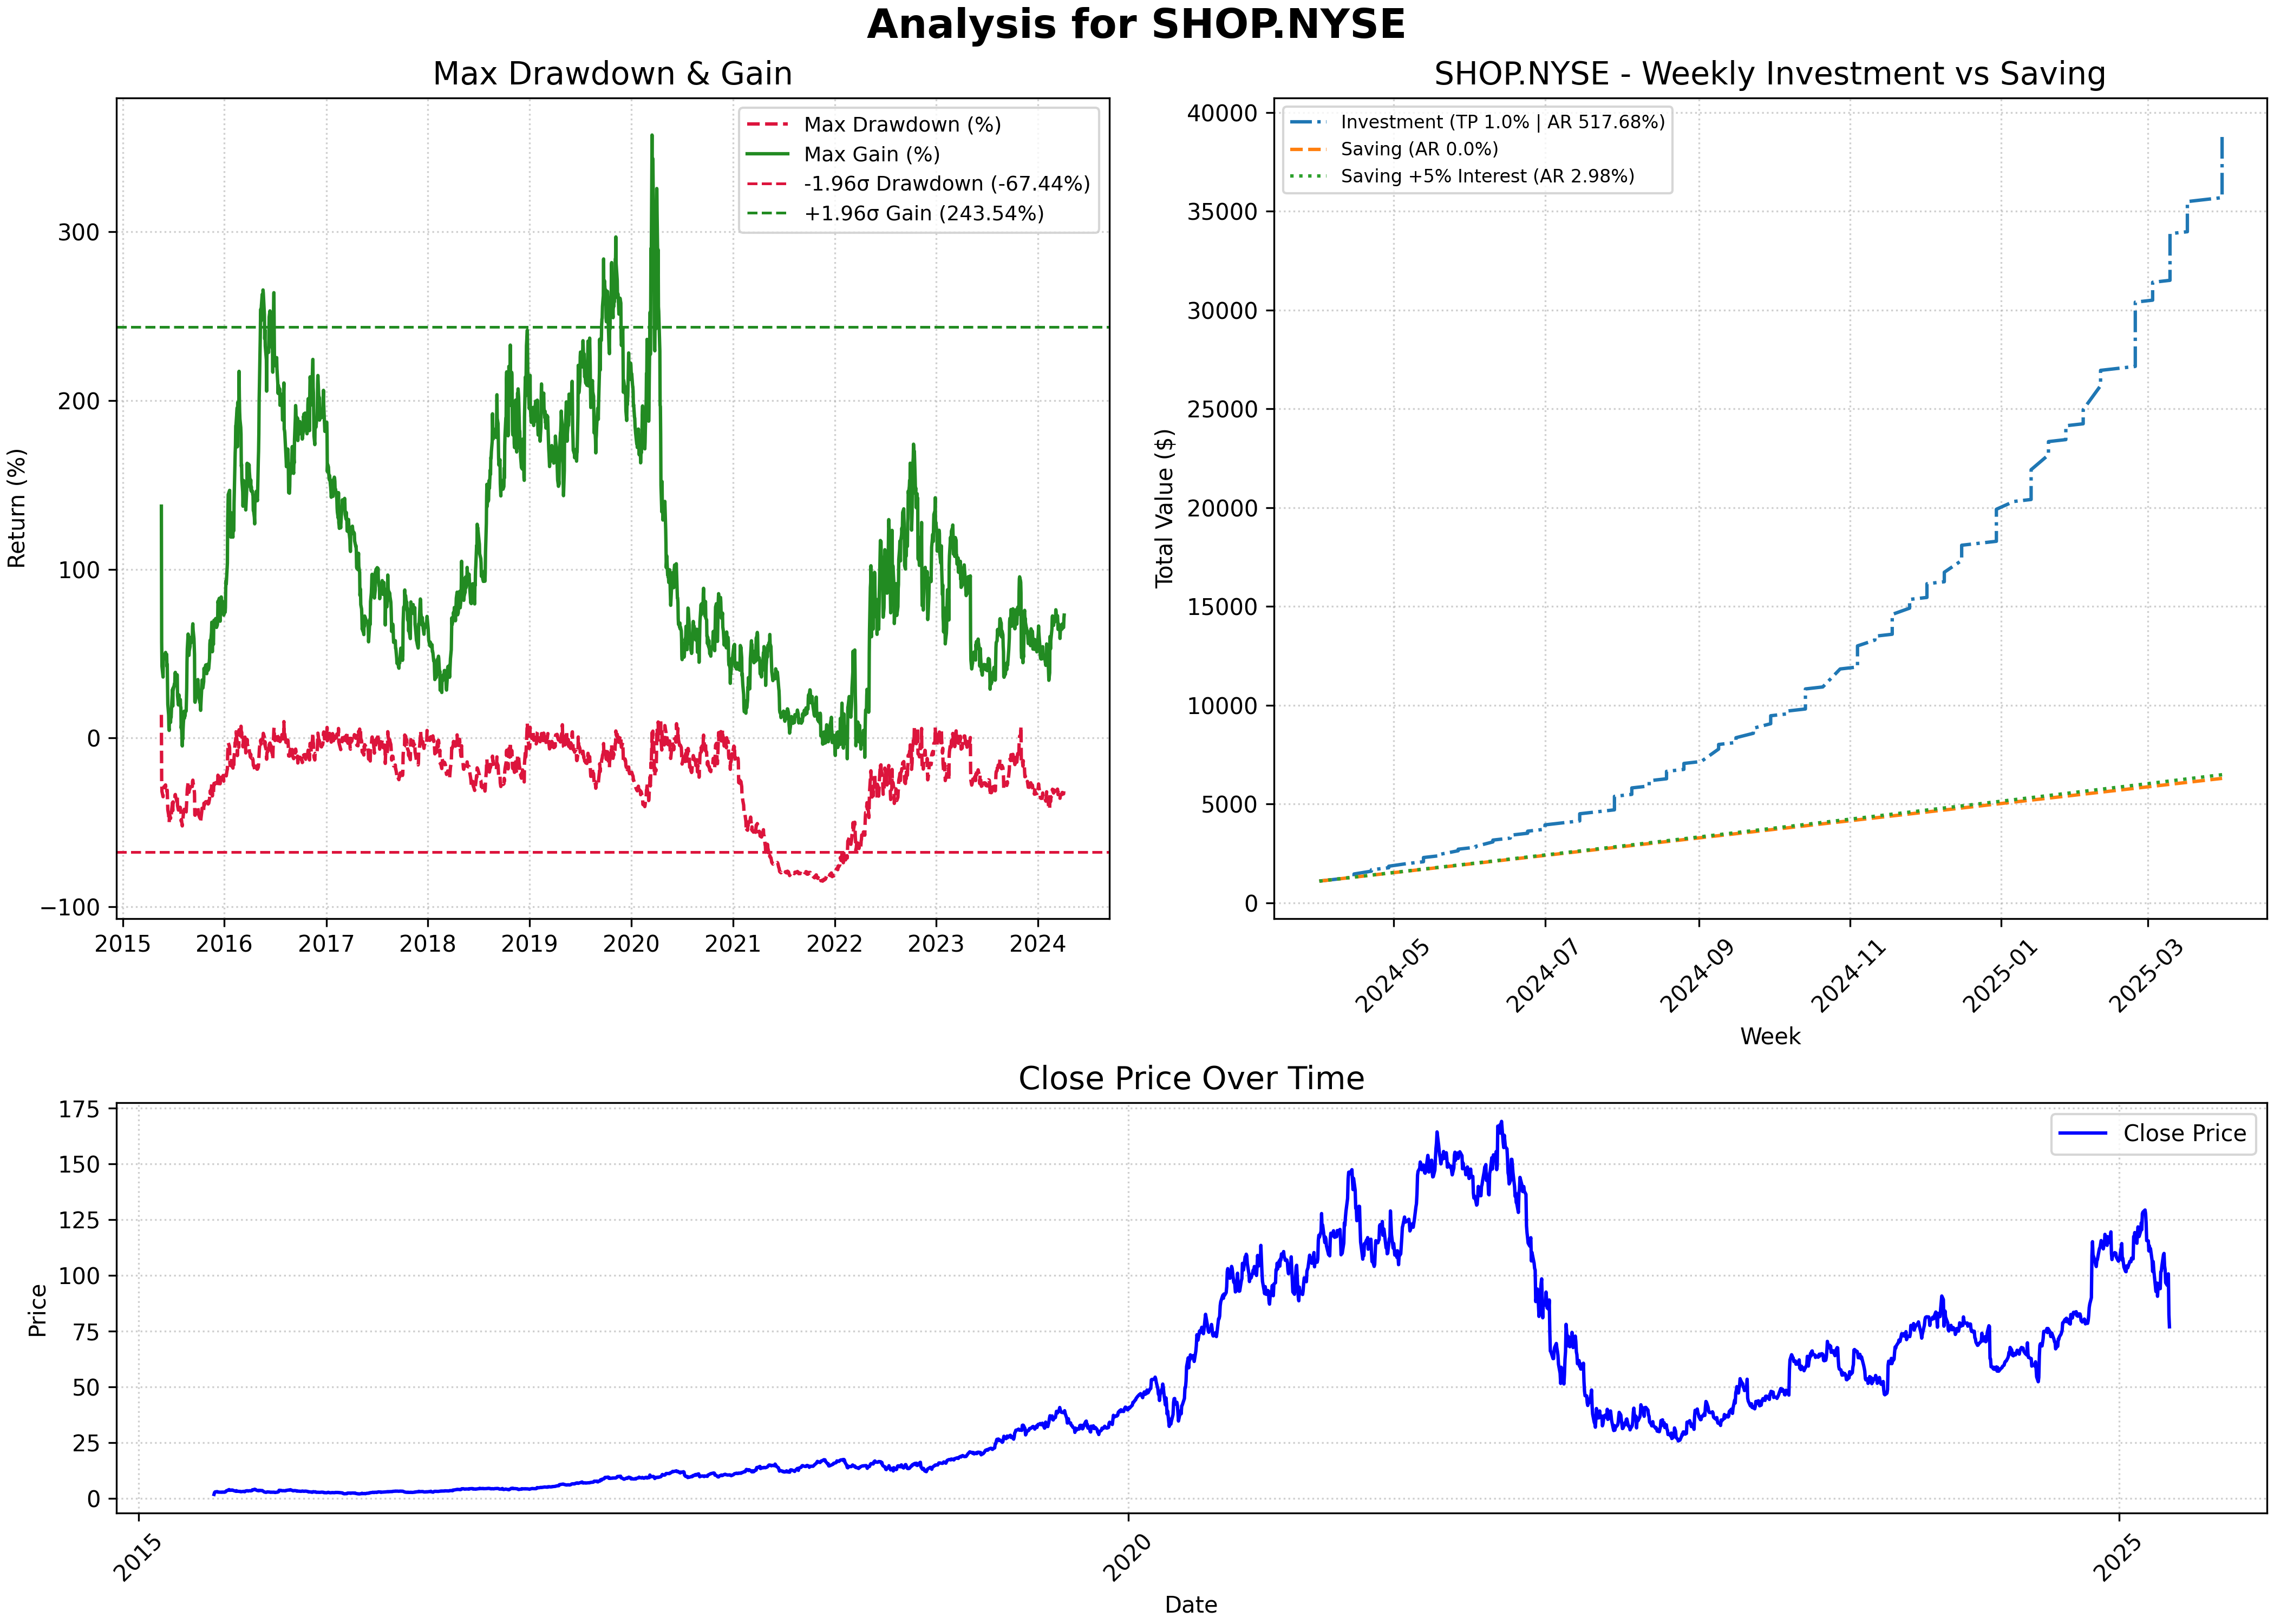 Analysis for SHOP.NYSE
Max Drawdown & Gain
Return (%)
300
200
100
0
−100
2015 2016 2017 2018 2019 2020 2021 2022 2023 2024
Max Drawdown (%)
Max Gain (%)
-1.96σ Drawdown (-67.44%)
+1.96σ Gain (243.54%)
SHOP.NYSE - Weekly Investment vs Saving
Total Value ($)
40000
35000
30000
25000
20000
15000
10000
5000
0
Investment (TP 1.0% | AR 517.68%)
Saving (AR 0.0%)
Saving +5% Interest (AR 2.98%)
2024-05 2024-07 2024-09 2024-11 2025-01 2025-03
Week
Close Price Over Time
Price
175
150
125
100
75
50
25
0
Close Price
2015 2020 2025
Date